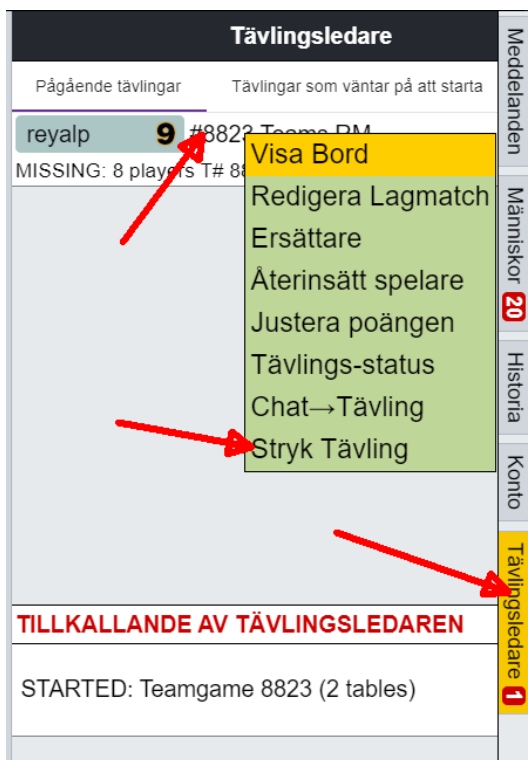 Tävlingsledare
Pågående tävlingar
Tävlingar som väntar på att starta
reyalp 9 #8823 Teams RM
MISSING: 8 players T# 88
Visa Bord
Redigera Lagmatch
Ersättare
Återinsätt spelare
Justera poängen
Tävlings-status
Chat→Tävling
Stryk Tävling
TILLKALLANDE AV TÄVLINGSLEDAREN
STARTED: Teamgame 8823 (2 tables)
Meddelanden
Människor 20
Historia
Konto
Tävlingsledare 1